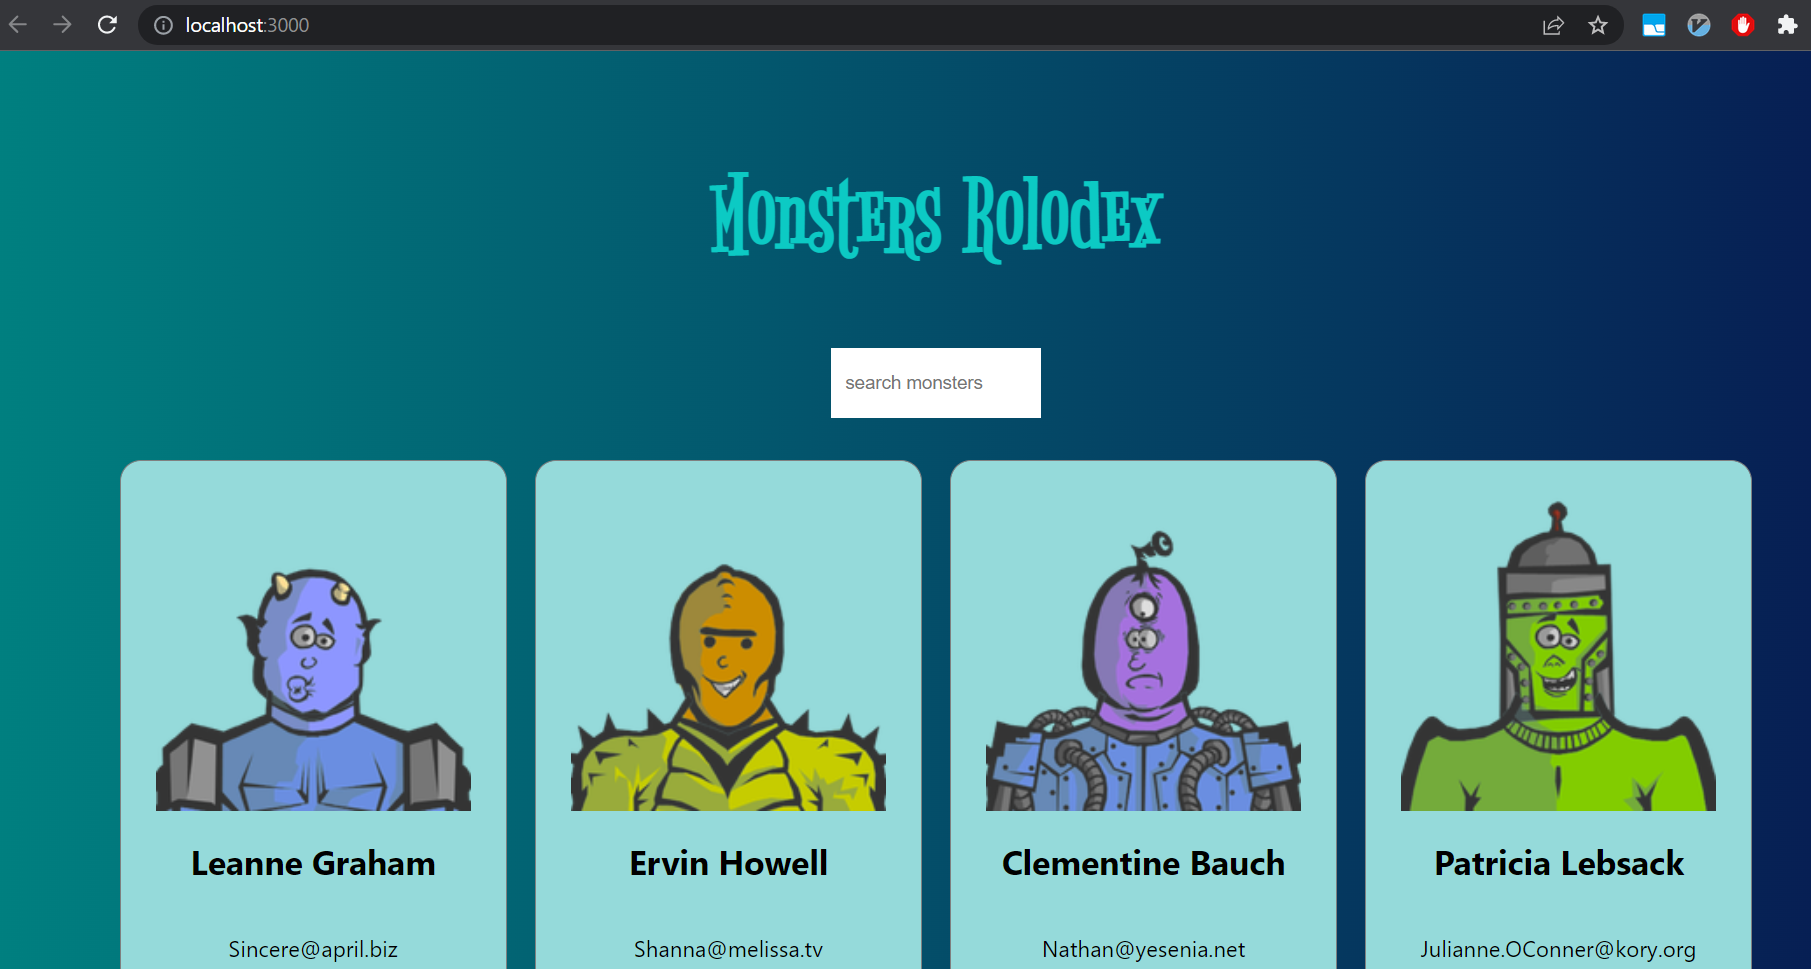 localhost:3000
Monsters Rolodex
search monsters
Leanne Graham
Ervin Howell
Clementine Bauch
Patricia Lebsack
Sincere@april.biz
Shanna@melissa.tv
Nathan@yesenia.net
Julianne.OConner@kory.org